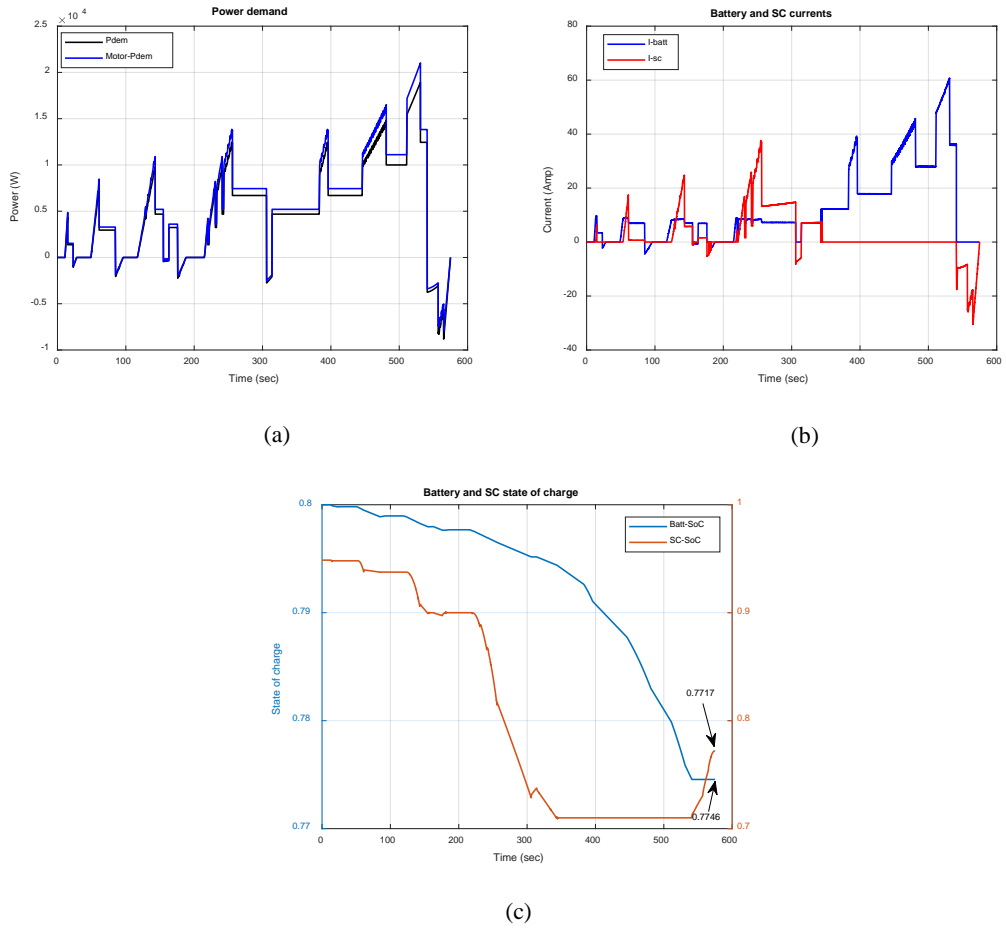 Power demand
×10 4
Pdem
Motor-Pdem
2.5
2
1.5
1
0.5
0
-0.5
-1
Power (W)
0 100 200 300 400 500 600
Time (sec)
(a)
Battery and SC currents
I-batt
I-sc
80
60
40
20
0
-20
-40
Current (Amp)
0 100 200 300 400 500 600
Time (sec)
(b)
Battery and SC state of charge
Batt-SoC
SC-SoC
0.8
0.79
0.78
0.77
State of charge
1
0.9
0.8
0.7
0.7717
0.7746
0 100 200 300 400 500 600
Time (sec)
(c)